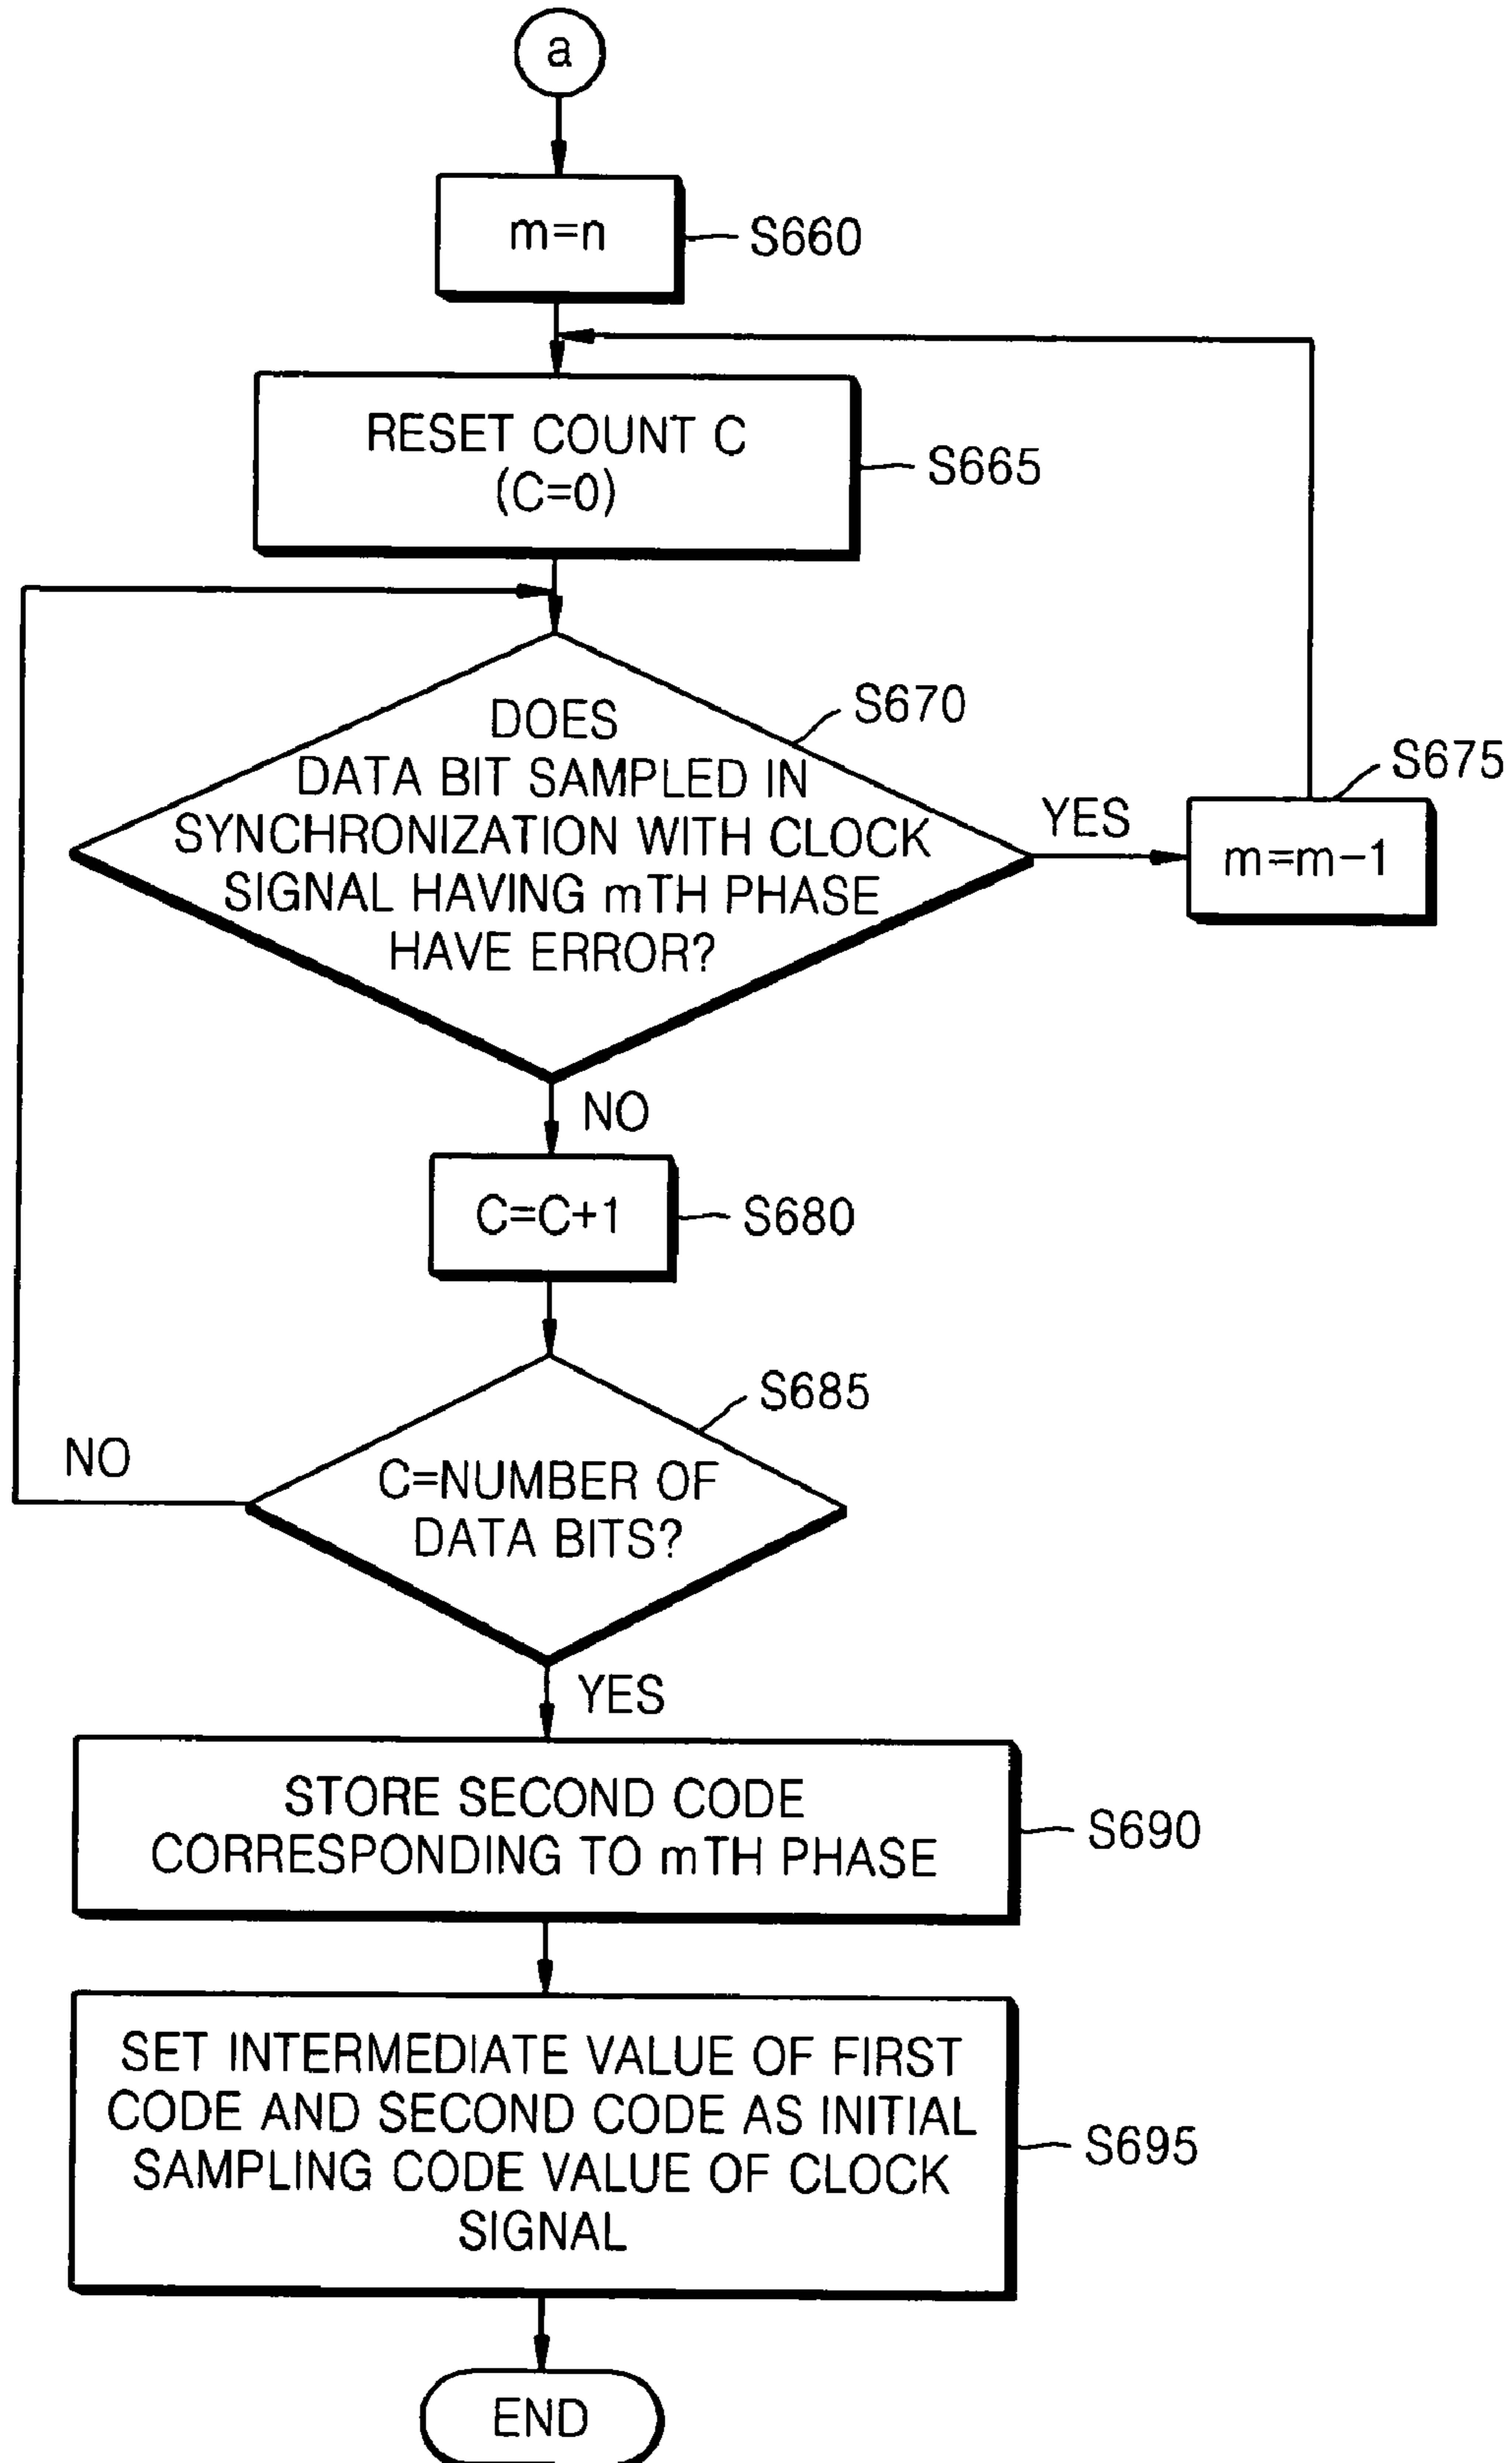 a
m=n
S660
RESET COUNT C
(C=0)
S665
DOES
DATA BIT SAMPLED IN
SYNCHRONIZATION WITH CLOCK
SIGNAL HAVING mTH PHASE
HAVE ERROR?
S670
YES
S675
m=m-1
NO
C=C+1
S680
S685
C=NUMBER OF
DATA BITS?
NO
YES
STORE SECOND CODE
CORRESPONDING TO mTH PHASE
S690
SET INTERMEDIATE VALUE OF FIRST
CODE AND SECOND CODE AS INITIAL
SAMPLING CODE VALUE OF CLOCK
SIGNAL
S695
END